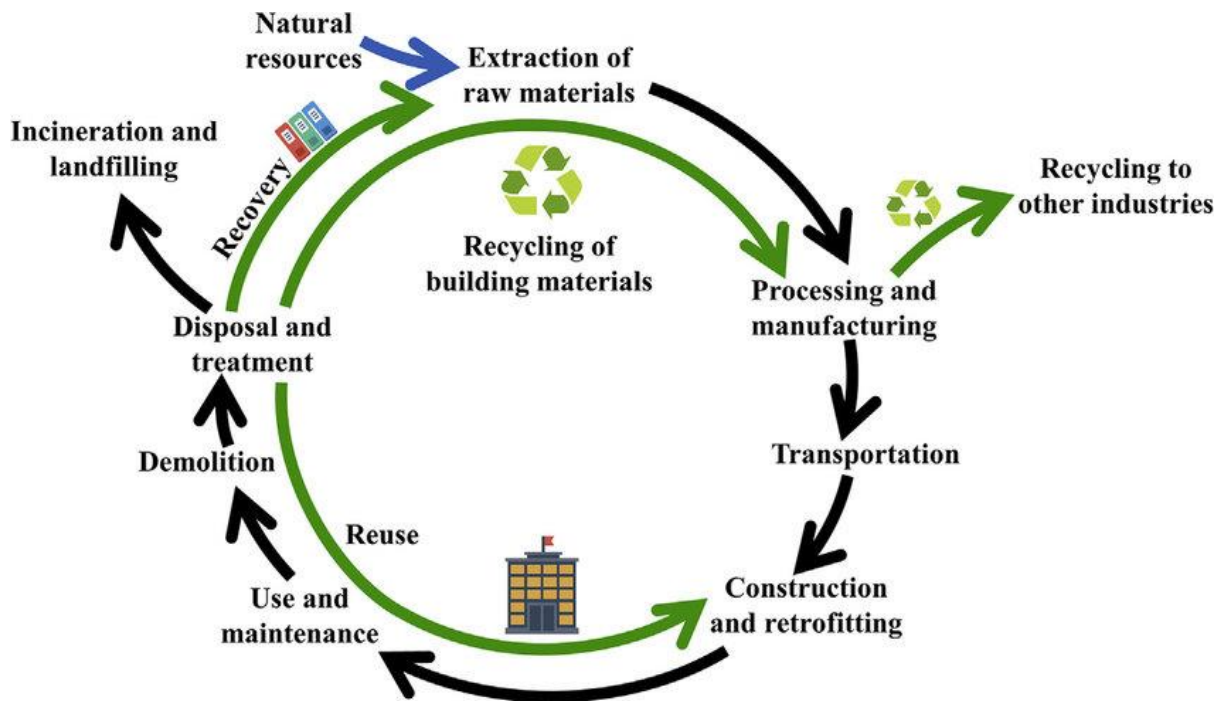 Natural
resources
Extraction of
raw materials
Incineration and
landfilling
Recovery
Recycling to
other industries
Recycling of
building materials
Processing and
manufacturing
Disposal and
treatment
Demolition
Transportation
Reuse
Construction
and retrofitting
Use and
maintenance